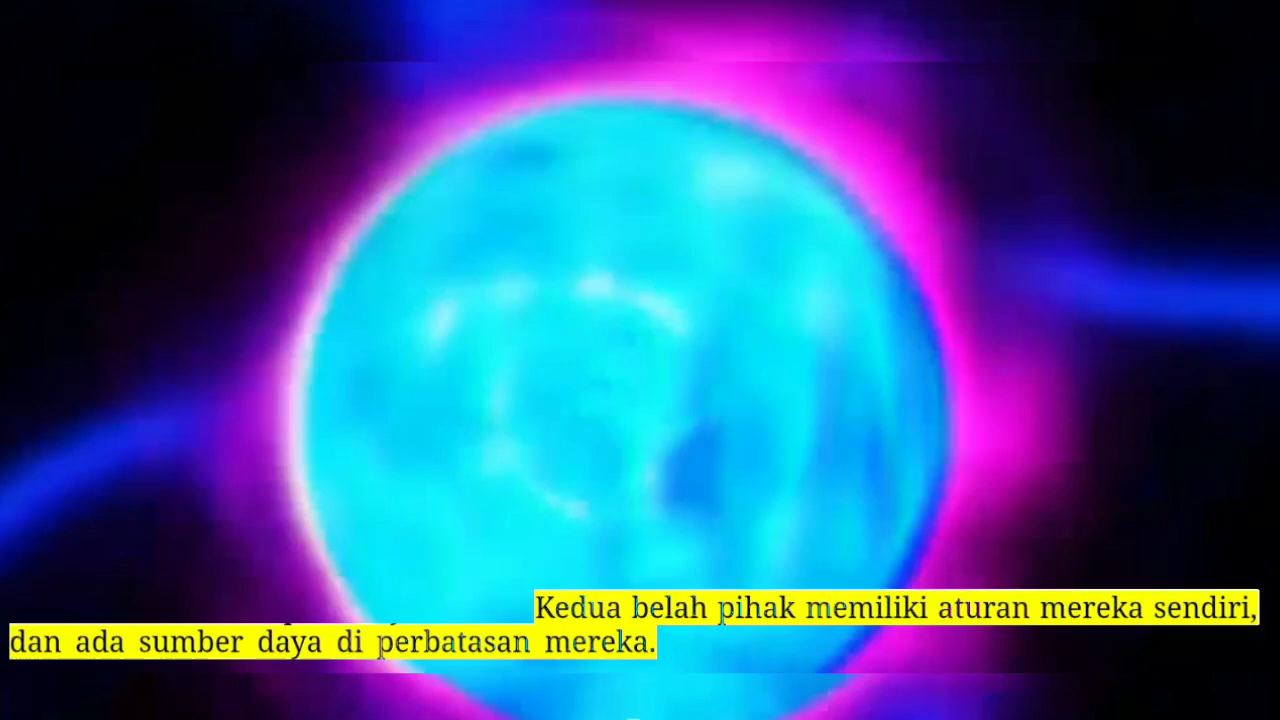 Kedua belah pihak memiliki aturan mereka sendiri,
dan ada sumber daya di perbatasan mereka.